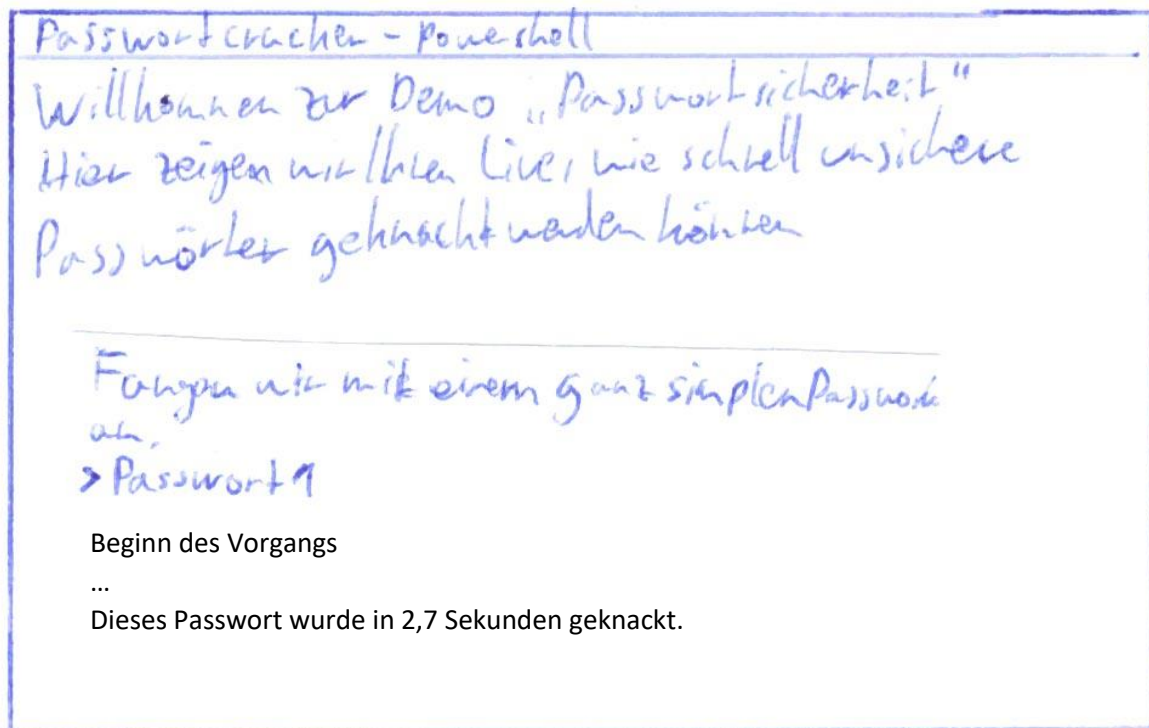 Passwortcracker - Powershell
Willkommen zur Demo „Passwortsicherheit“
Hier zeigen wir Ihnen Live, wie schnell unsichere
Passwörter geknackt werden können
Fangen wir mit einem ganz simplen Passwort
an.
> Passwort1
Beginn des Vorgangs
...
Dieses Passwort wurde in 2,7 Sekunden geknackt.